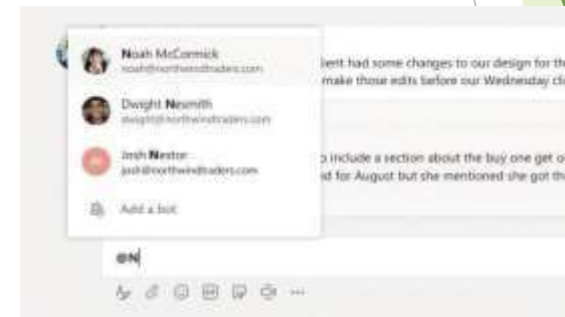 Noah McCormick
noah@northwindtraders.com
Dwight Nesmith
dwight@northwindtraders.com
Josh Nestor
josh@northwindtraders.com
Add a bot
ient had some changes to our design for th
make those edits before our Wednesday cli
o include a section about the buy one get o
d for August but she mentioned she got th
@N